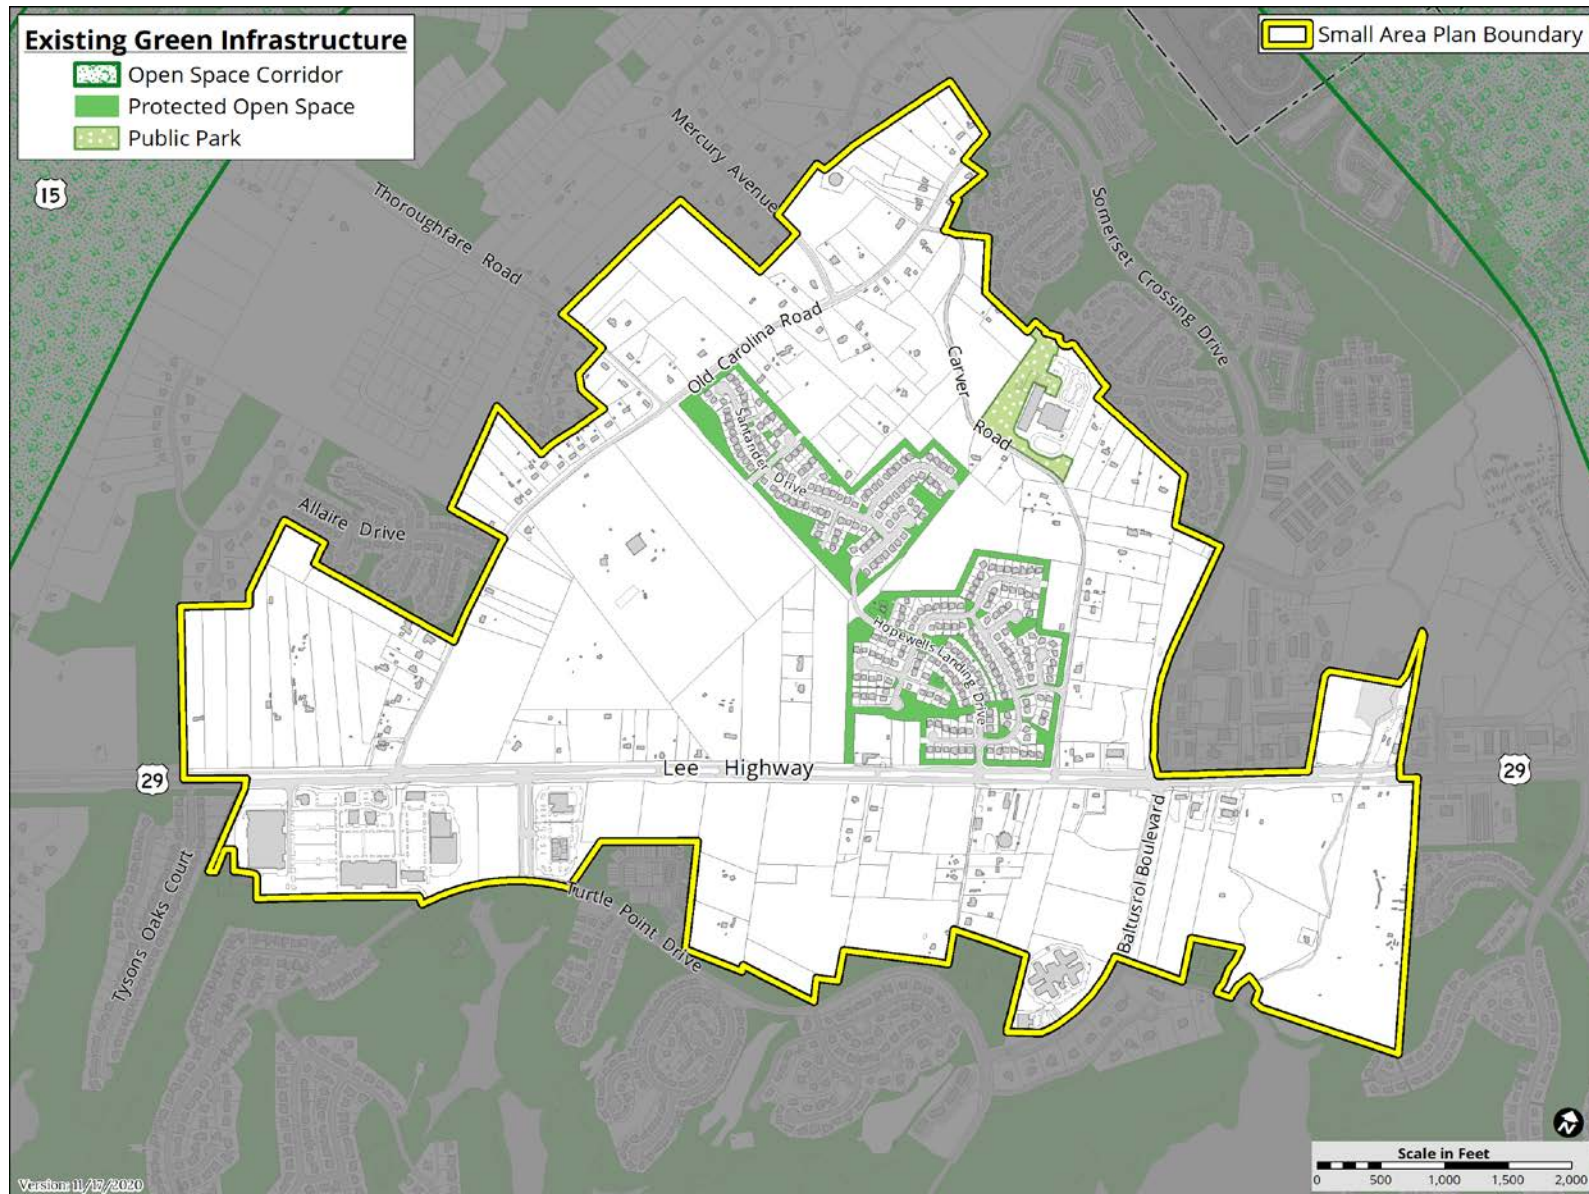 Existing Green Infrastructure
Open Space Corridor
Protected Open Space
Public Park
Small Area Plan Boundary
15
Mercury Avenue
Thoroughfare Road
Somerset Crossing Drive
Old Carolina Road
Carver Road
Santander Drive
Allaire Drive
Hopewells Landing Drive
29
Lee Highway
29
Tysons Oaks Court
Turtle Point Drive
Baltusrol Boulevard
N
Scale in Feet
0 500 1,000 1,500 2,000
Version: 11/17/2020